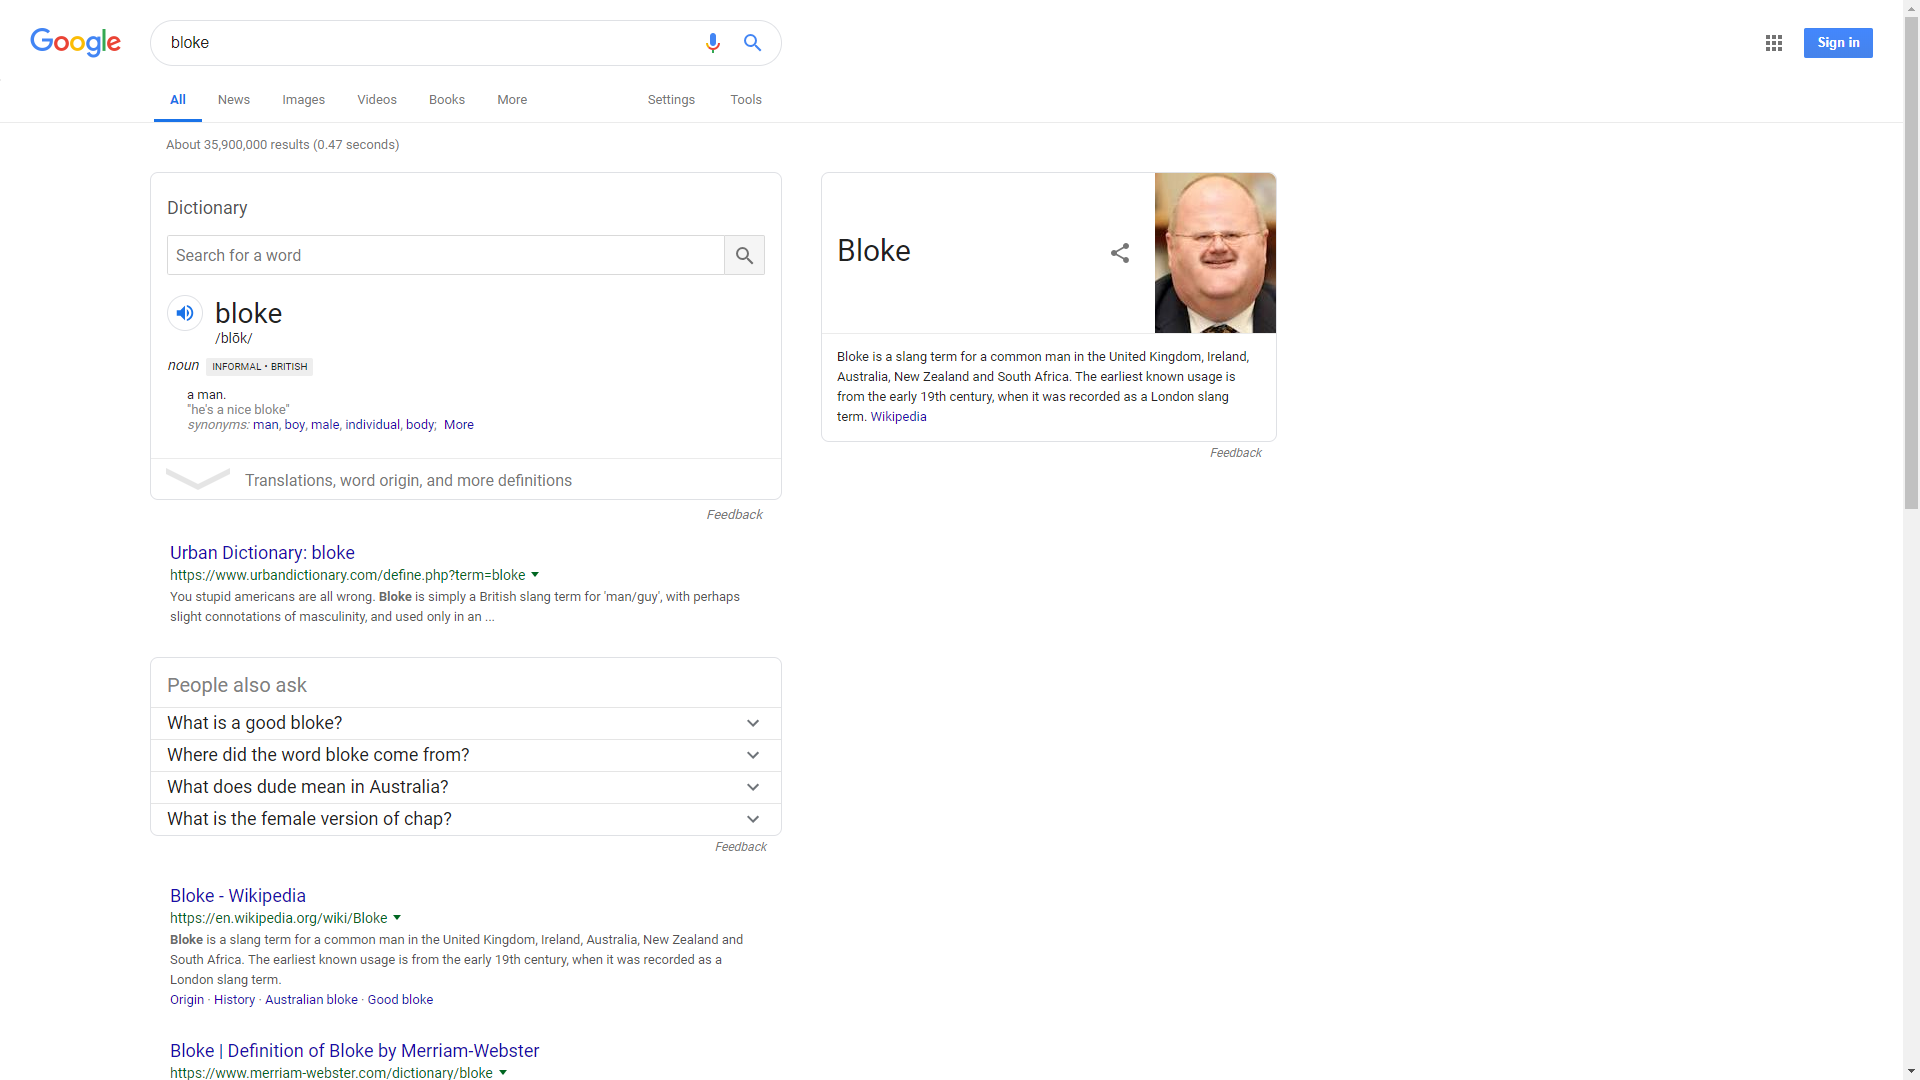 Google
bloke
Sign in
All
News
Images
Videos
Books
More
Settings
Tools
About 35,900,000 results (0.47 seconds)
Dictionary
Search for a word
bloke
/blōk/
noun
INFORMAL • BRITISH
a man.
"he's a nice bloke"
synonyms: man, boy, male, individual, body; More
Translations, word origin, and more definitions
Feedback
Urban Dictionary: bloke
https://www.urbandictionary.com/define.php?term=bloke
You stupid americans are all wrong. Bloke is simply a British slang term for 'man/guy', with perhaps
slight connotations of masculinity, and used only in an ...
People also ask
What is a good bloke?
Where did the word bloke come from?
What does dude mean in Australia?
What is the female version of chap?
Feedback
Bloke - Wikipedia
https://en.wikipedia.org/wiki/Bloke
Bloke is a slang term for a common man in the United Kingdom, Ireland, Australia, New Zealand and
South Africa. The earliest known usage is from the early 19th century, when it was recorded as a
London slang term.
Origin · History · Australian bloke · Good bloke
Bloke | Definition of Bloke by Merriam-Webster
https://www.merriam-webster.com/dictionary/bloke
Bloke
Bloke is a slang term for a common man in the United Kingdom, Ireland,
Australia, New Zealand and South Africa. The earliest known usage is
from the early 19th century, when it was recorded as a London slang
term. Wikipedia
Feedback